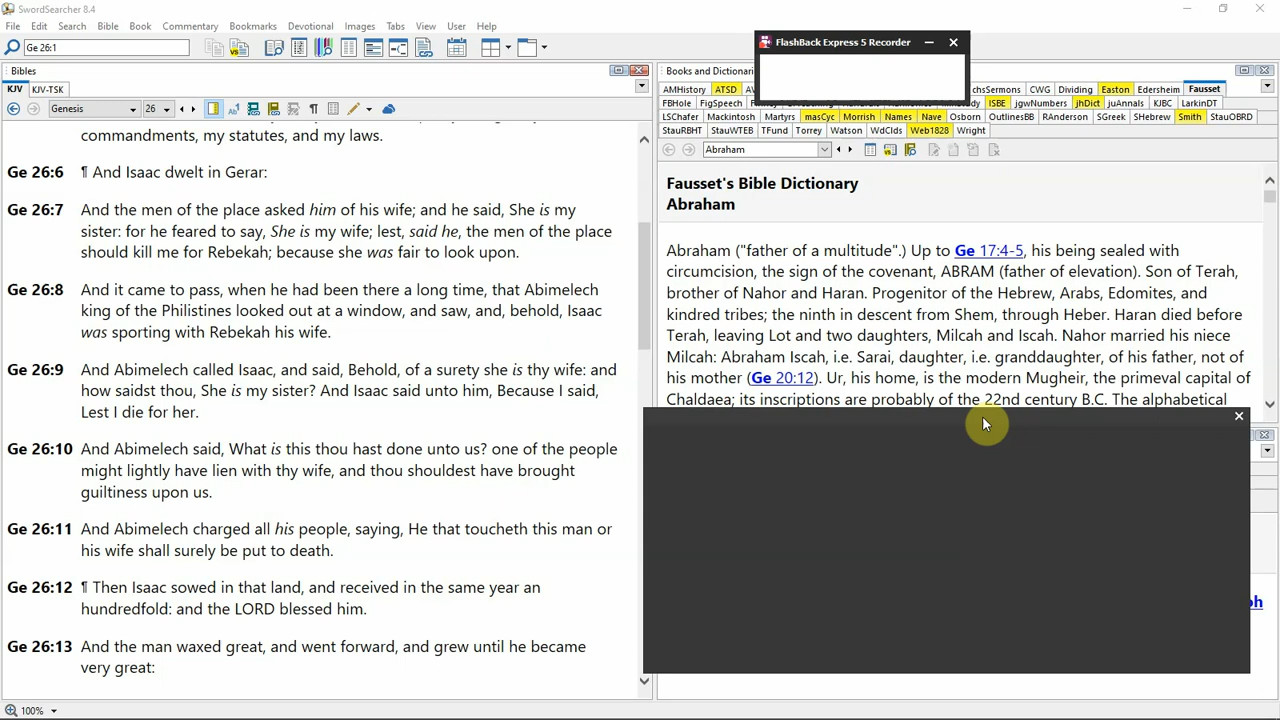 SwordSearcher 8.4
File Edit Search Bible Book Commentary Bookmarks Devotional Images Tabs View User Help
Ge 26:1
FlashBack Express 5 Recorder
Bibles
KJV KJV-TSK
Genesis 26
commandments, my statutes, and my laws.
Ge 26:6 ¶ And Isaac dwelt in Gerar:
Ge 26:7 And the men of the place asked him of his wife; and he said, She is my
sister: for he feared to say, She is my wife; lest, said he, the men of the place
should kill me for Rebekah; because she was fair to look upon.
Ge 26:8 And it came to pass, when he had been there a long time, that Abimelech
king of the Philistines looked out at a window, and saw, and, behold, Isaac
was sporting with Rebekah his wife.
Ge 26:9 And Abimelech called Isaac, and said, Behold, of a surety she is thy wife: and
how saidst thou, She is my sister? And Isaac said unto him, Because I said,
Lest I die for her.
Ge 26:10 And Abimelech said, What is this thou hast done unto us? one of the people
might lightly have lien with thy wife, and thou shouldest have brought
guiltiness upon us.
Ge 26:11 And Abimelech charged all his people, saying, He that toucheth this man or
his wife shall surely be put to death.
Ge 26:12 ¶ Then Isaac sowed in that land, and received in the same year an
hundredfold: and the LORD blessed him.
Ge 26:13 And the man waxed great, and went forward, and grew until he became
very great:
100%
Books and Dictionari
AMHistory ATSD chsSermons CWG Dividing Easton Edersheim Fausset
FBHole FigSpeech ISBE jgwNumbers jhDict juAnnals KJBC LarkinDT
LSChafer Mackintosh Martyrs masCyc Morrish Names Nave Osborn OutlinesBB RAnderson SGreek SHebrew Smith StauOBRD
StauRBHT StauWTEB TFund Torrey Watson WdClds Web1828 Wright
Abraham
Fausset's Bible Dictionary
Abraham
Abraham ("father of a multitude".) Up to Ge 17:4-5, his being sealed with
circumcision, the sign of the covenant, ABRAM (father of elevation). Son of Terah,
brother of Nahor and Haran. Progenitor of the Hebrew, Arabs, Edomites, and
kindred tribes; the ninth in descent from Shem, through Heber. Haran died before
Terah, leaving Lot and two daughters, Milcah and Iscah. Nahor married his niece
Milcah: Abraham Iscah, i.e. Sarai, daughter, i.e. granddaughter, of his father, not of
his mother (Ge 20:12). Ur, his home, is the modern Mugheir, the primeval capital of
Chaldaea; its inscriptions are probably of the 22nd century B.C. The alphabetical
ph